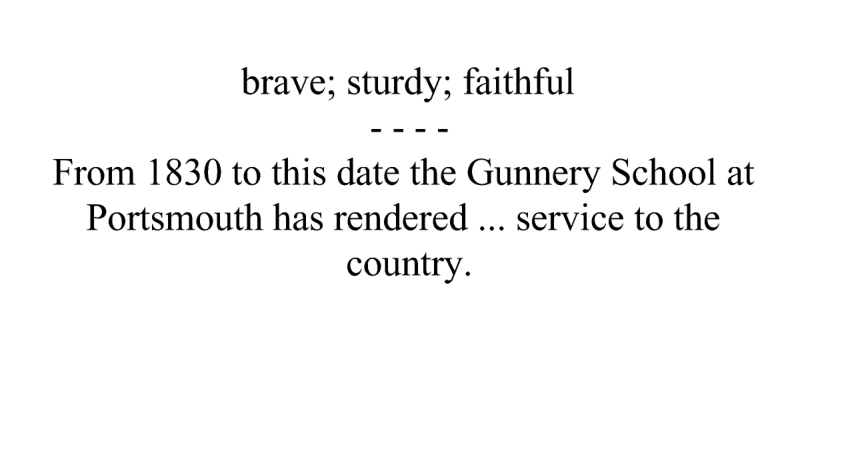 brave; sturdy; faithful
- - - -
From 1830 to this date the Gunnery School at
Portsmouth has rendered ... service to the
country.